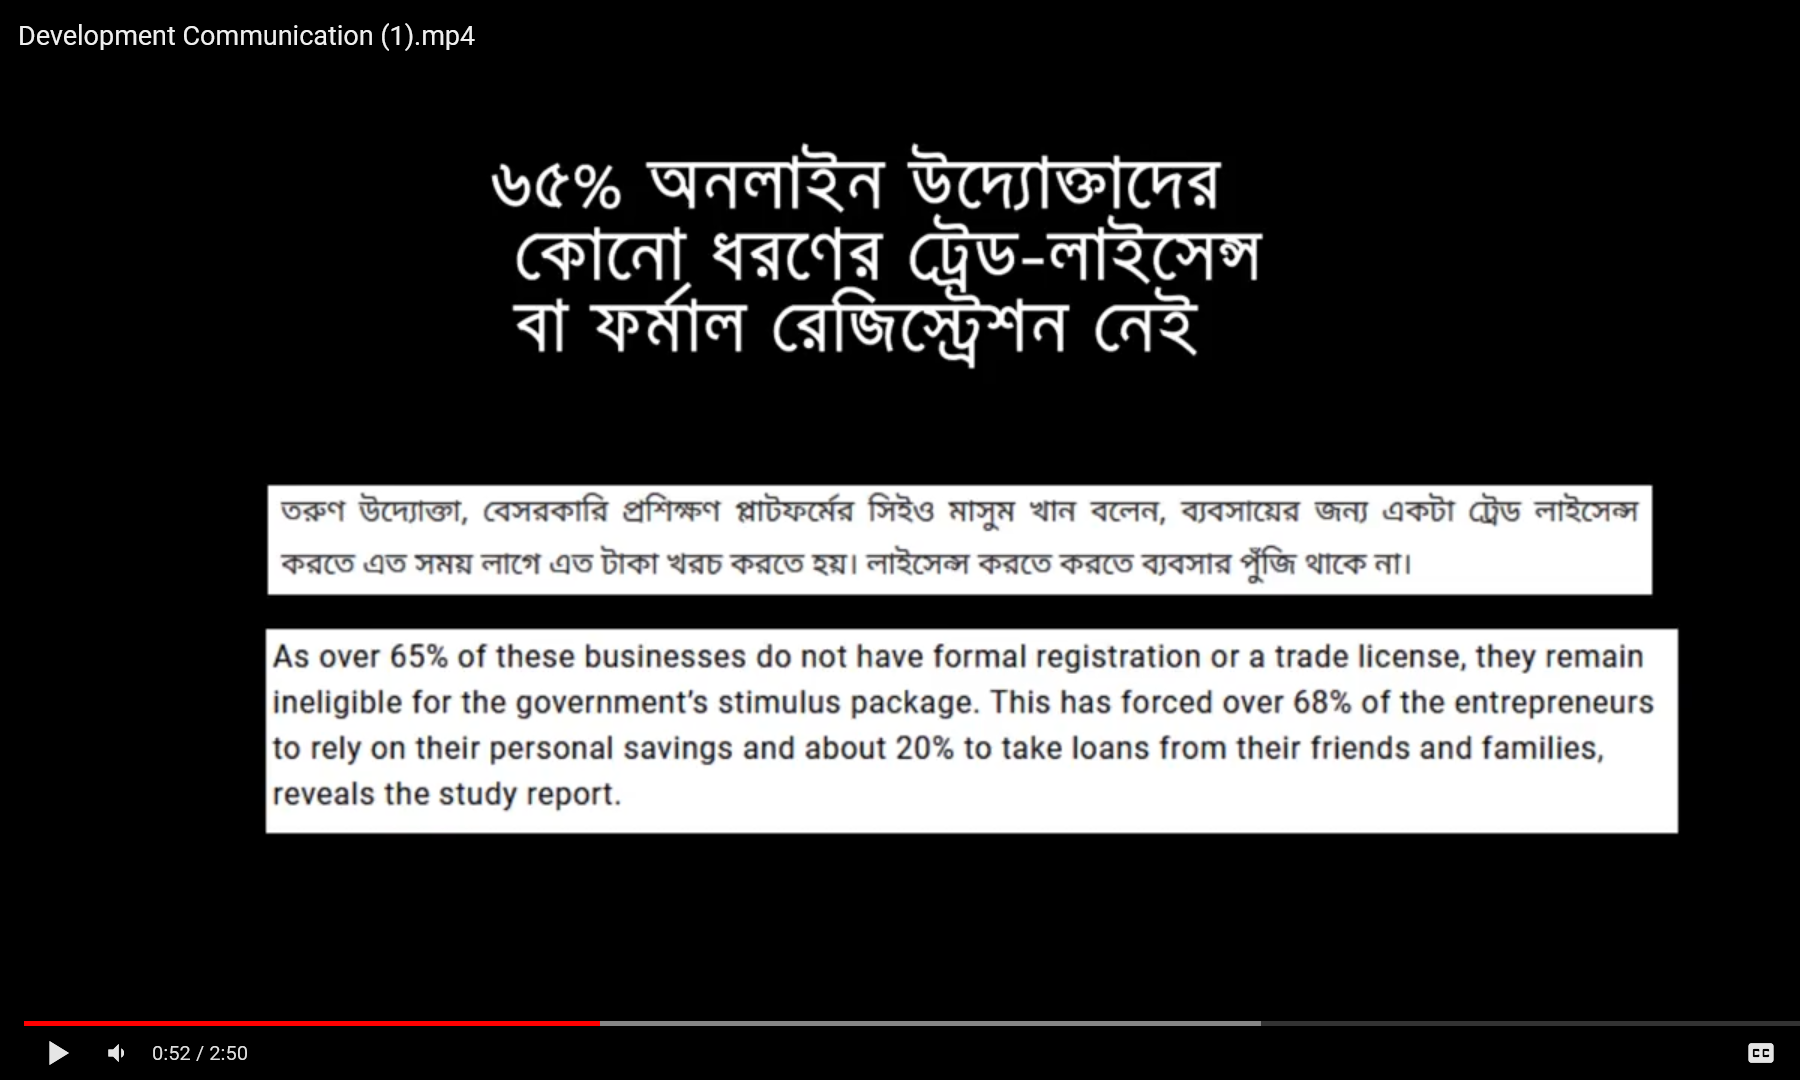 Development Communication (1).mp4
৬৫% অনলাইন উদ্যোক্তাদের
কোনো ধরণের ট্রেড-লাইসেন্স
বা ফর্মাল রেজিস্ট্রেশন নেই
তরুণ উদ্যোক্তা, বেসরকারি প্রশিক্ষণ প্লাটফর্মের সিইও মাসুম খান বলেন, ব্যবসায়ের জন্য একটা ট্রেড লাইসেন্স
করতে এত সময় লাগে এত টাকা খরচ করতে হয়। লাইসেন্স করতে করতে ব্যবসার পুঁজি থাকে না।
As over 65% of these businesses do not have formal registration or a trade license, they remain
ineligible for the government’s stimulus package. This has forced over 68% of the entrepreneurs
to rely on their personal savings and about 20% to take loans from their friends and families,
reveals the study report.
0:52 / 2:50
CC